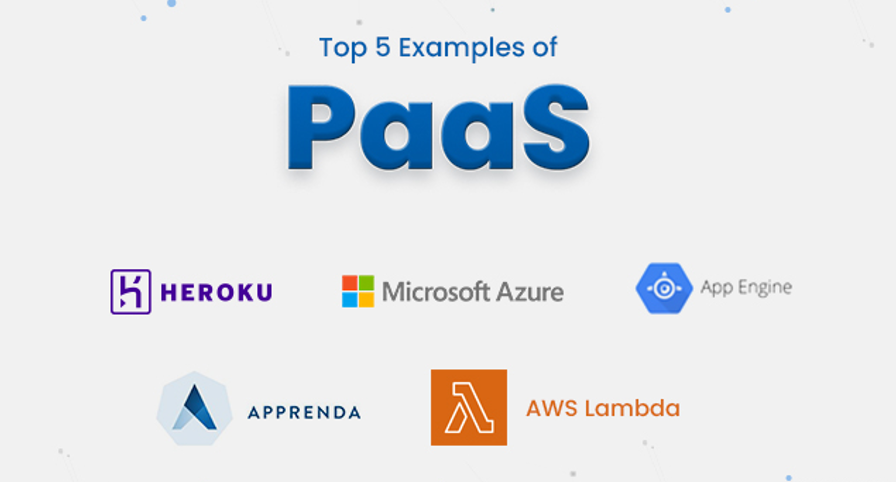 Top 5 Examples of
PaaS
HEROKU
Microsoft Azure
App Engine
APPRENDA
AWS Lambda